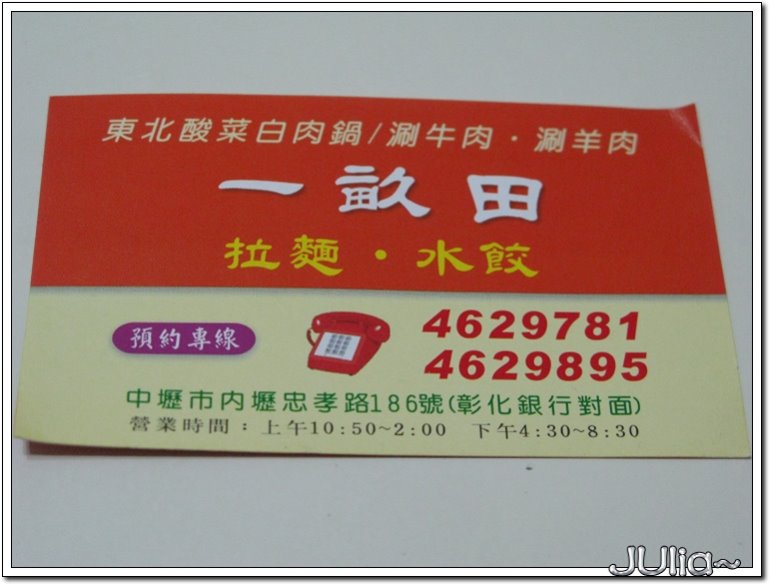 東北酸菜白肉鍋/涮牛肉・涮羊肉
一畝田
拉麵・水餃
預約專線
4629781
4629895
中壢市内壢忠孝路186號(彰化銀行對面)
營業時間：上午10:50~2:00 下午4:30~8:30
JUlia~